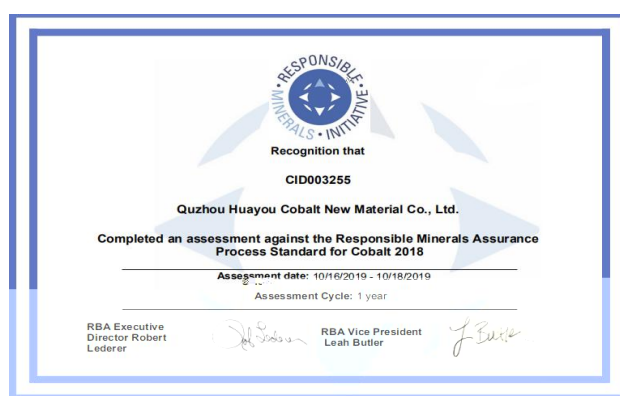 RESPONSIBLE • MINERALS • INITIATIVE •
Recognition that
CID003255
Quzhou Huayou Cobalt New Material Co., Ltd.
Completed an assessment against the Responsible Minerals Assurance
Process Standard for Cobalt 2018
Assessment date: 10/16/2019 - 10/18/2019
Assessment Cycle: 1 year
RBA Executive
Director Robert
Lederer
RBA Vice President
Leah Butler